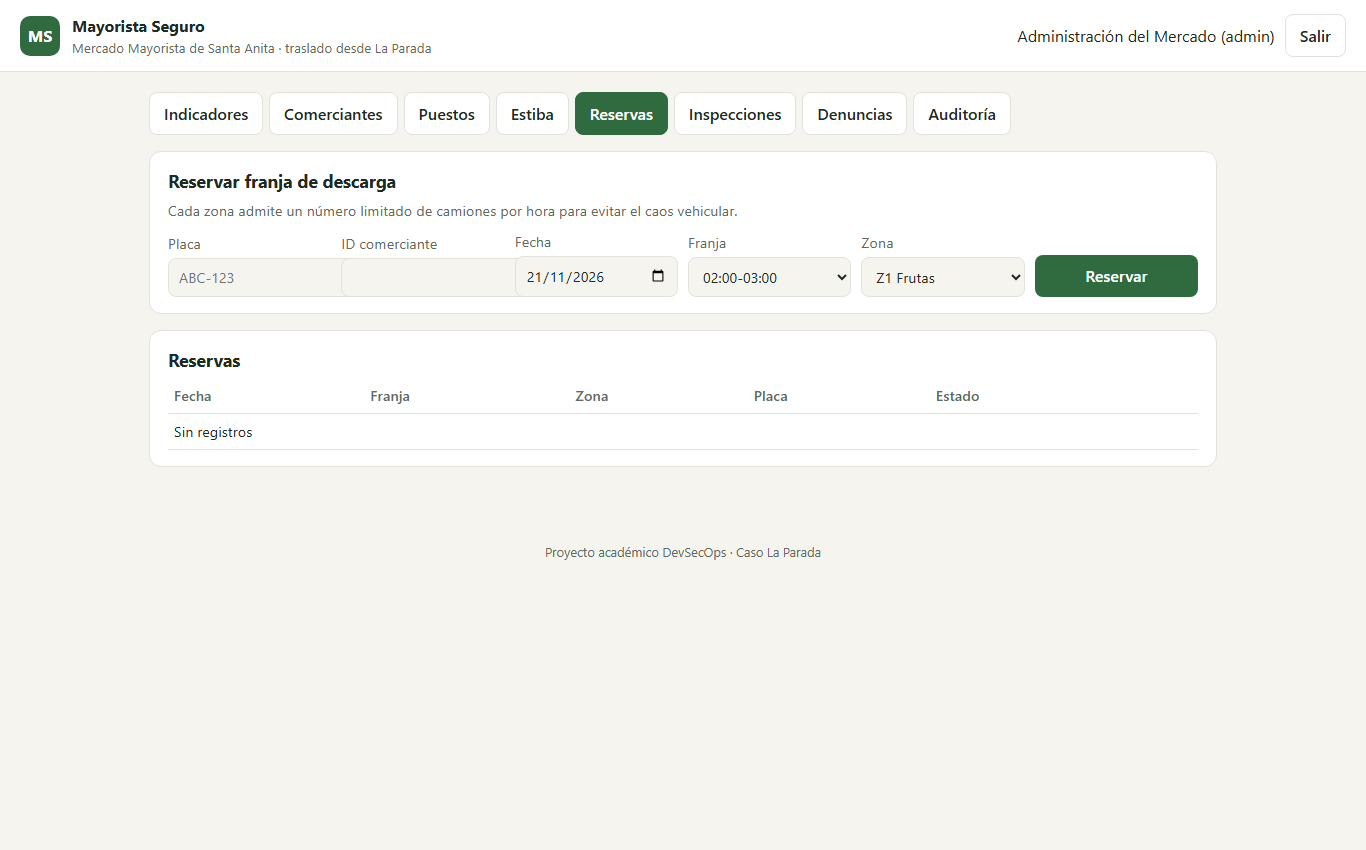 MS
Mayorista Seguro
Mercado Mayorista de Santa Anita · traslado desde La Parada
Administración del Mercado (admin)
Salir
Indicadores
Comerciantes
Puestos
Estiba
Reservas
Inspecciones
Denuncias
Auditoría
Reservar franja de descarga
Cada zona admite un número limitado de camiones por hora para evitar el caos vehicular.
Placa
ID comerciante
Fecha
Franja
Zona
ABC-123
21/11/2026
02:00-03:00
Z1 Frutas
Reservar
Reservas
Fecha
Franja
Zona
Placa
Estado
Sin registros
Proyecto académico DevSecOps · Caso La Parada